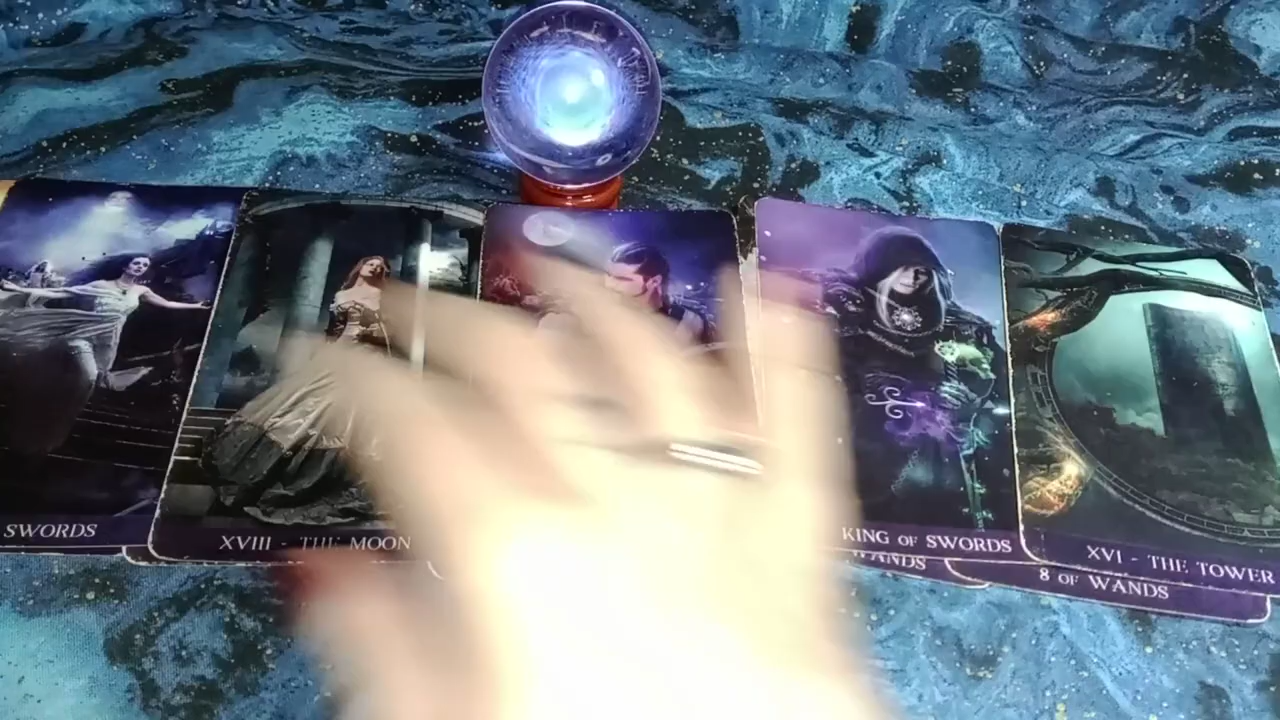 SWORDS
XVIII - THE MOON
KING OF SWORDS
XVI - THE TOWER
WANDS
8 OF WANDS